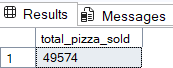 Results Messages
total_pizza_sold
1 49574